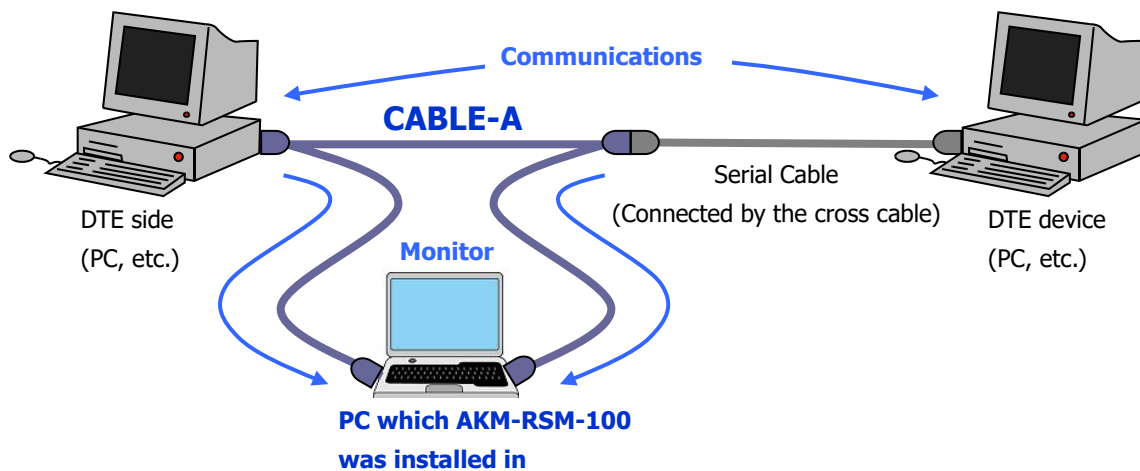 Communications
CABLE-A
Serial Cable
(Connected by the cross cable)
DTE side
(PC, etc.)
DTE device
(PC, etc.)
Monitor
PC which AKM-RSM-100
was installed in